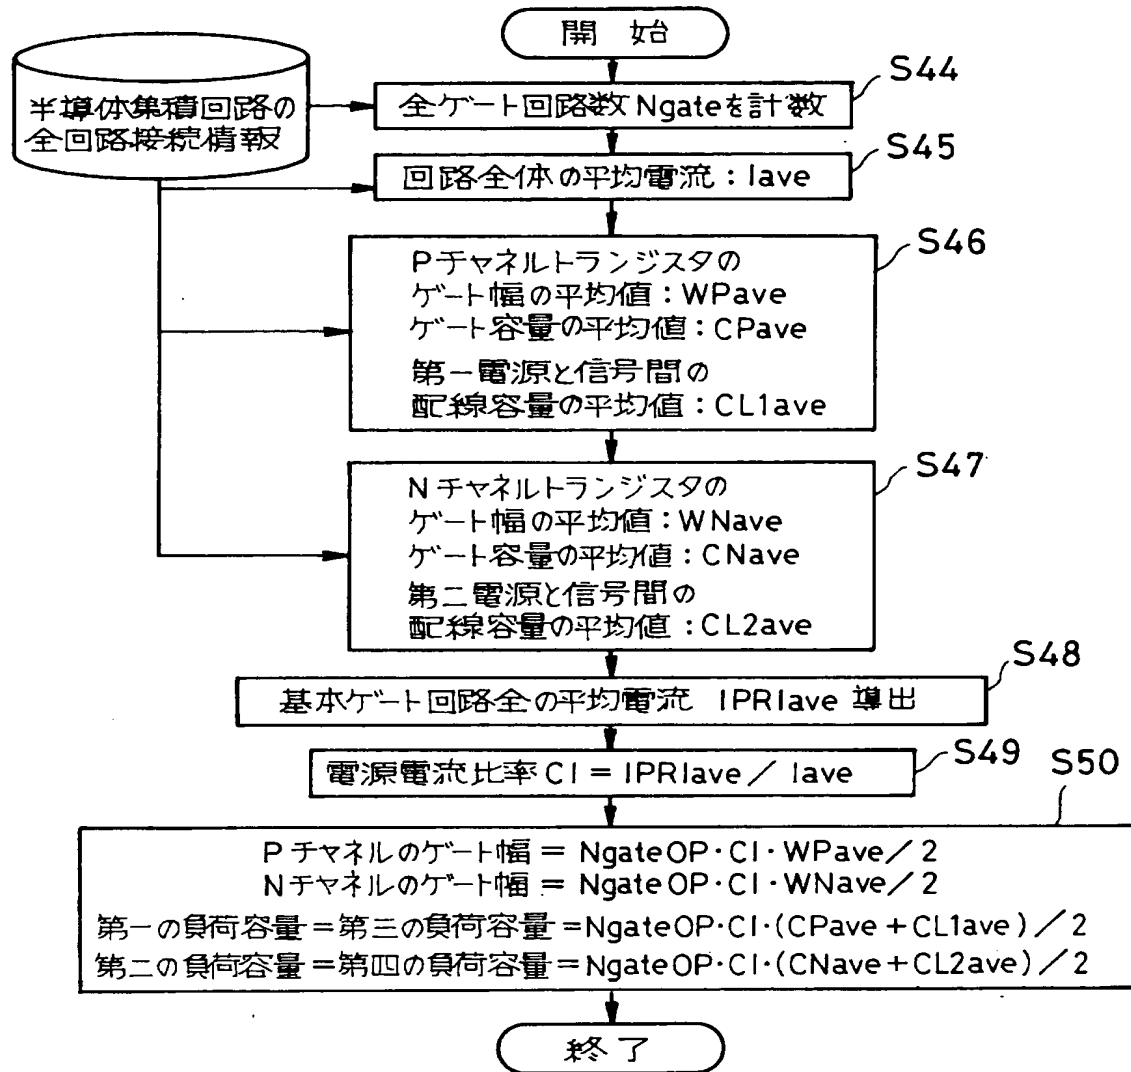 開始
半導体集積回路の
全回路接続情報
全ゲート回路数Ngateを計数
S44
回路全体の平均電流:Iave
S45
Pチャネルトランジスタの
ゲート幅の平均値:WPave
ゲート容量の平均値:CPave
第一電源と信号間の
配線容量の平均値:CL1ave
S46
Nチャネルトランジスタの
ゲート幅の平均値:WNave
ゲート容量の平均値:CNave
第二電源と信号間の
配線容量の平均値:CL2ave
S47
基本ゲート回路全の平均電流 IPRIave 導出
S48
電源電流比率CI=IPRIave/Iave
S49
S50
Pチャネルのゲート幅=NgateOP·CI·WPave/2
Nチャネルのゲート幅=NgateOP·CI·WNave/2
第一の負荷容量=第三の負荷容量=NgateOP·CI·(CPave+CL1ave)/2
第二の負荷容量=第四の負荷容量=NgateOP·CI·(CNave+CL2ave)/2
終了